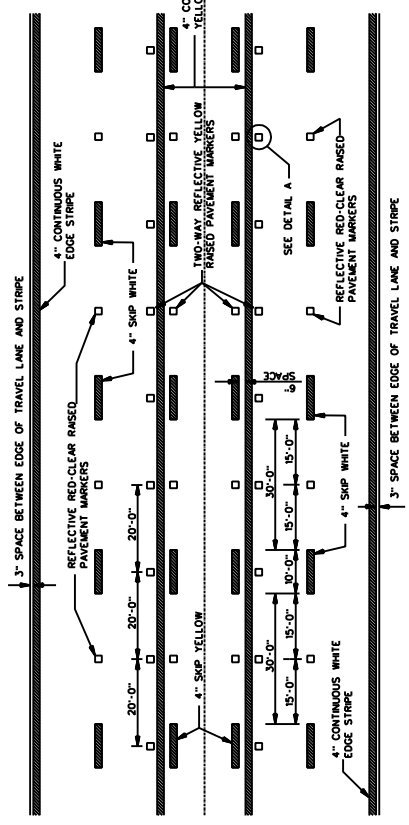 3" SPACE BETWEEN EDGE OF TRAVEL LANE AND STRIPE
4" CONTINUOUS WHITE
EDGE STRIPE
REFLECTIVE RED-CLEAR RAISED
PAVEMENT MARKERS
4" SKIP WHITE
20'-0"
20'-0"
20'-0"
4" SKIP YELLOW
TWO-WAY REFLECTIVE YELLOW
RAISED PAVEMENT MARKERS
6"
SPACE
SEE DETAIL A
30'-0"
30'-0"
15'-0"
15'-0"
10'-0"
15'-0"
15'-0"
4" SKIP WHITE
REFLECTIVE RED-CLEAR RAISED
PAVEMENT MARKERS
4" CONTINUOUS WHITE
EDGE STRIPE
3" SPACE BETWEEN EDGE OF TRAVEL LANE AND STRIPE